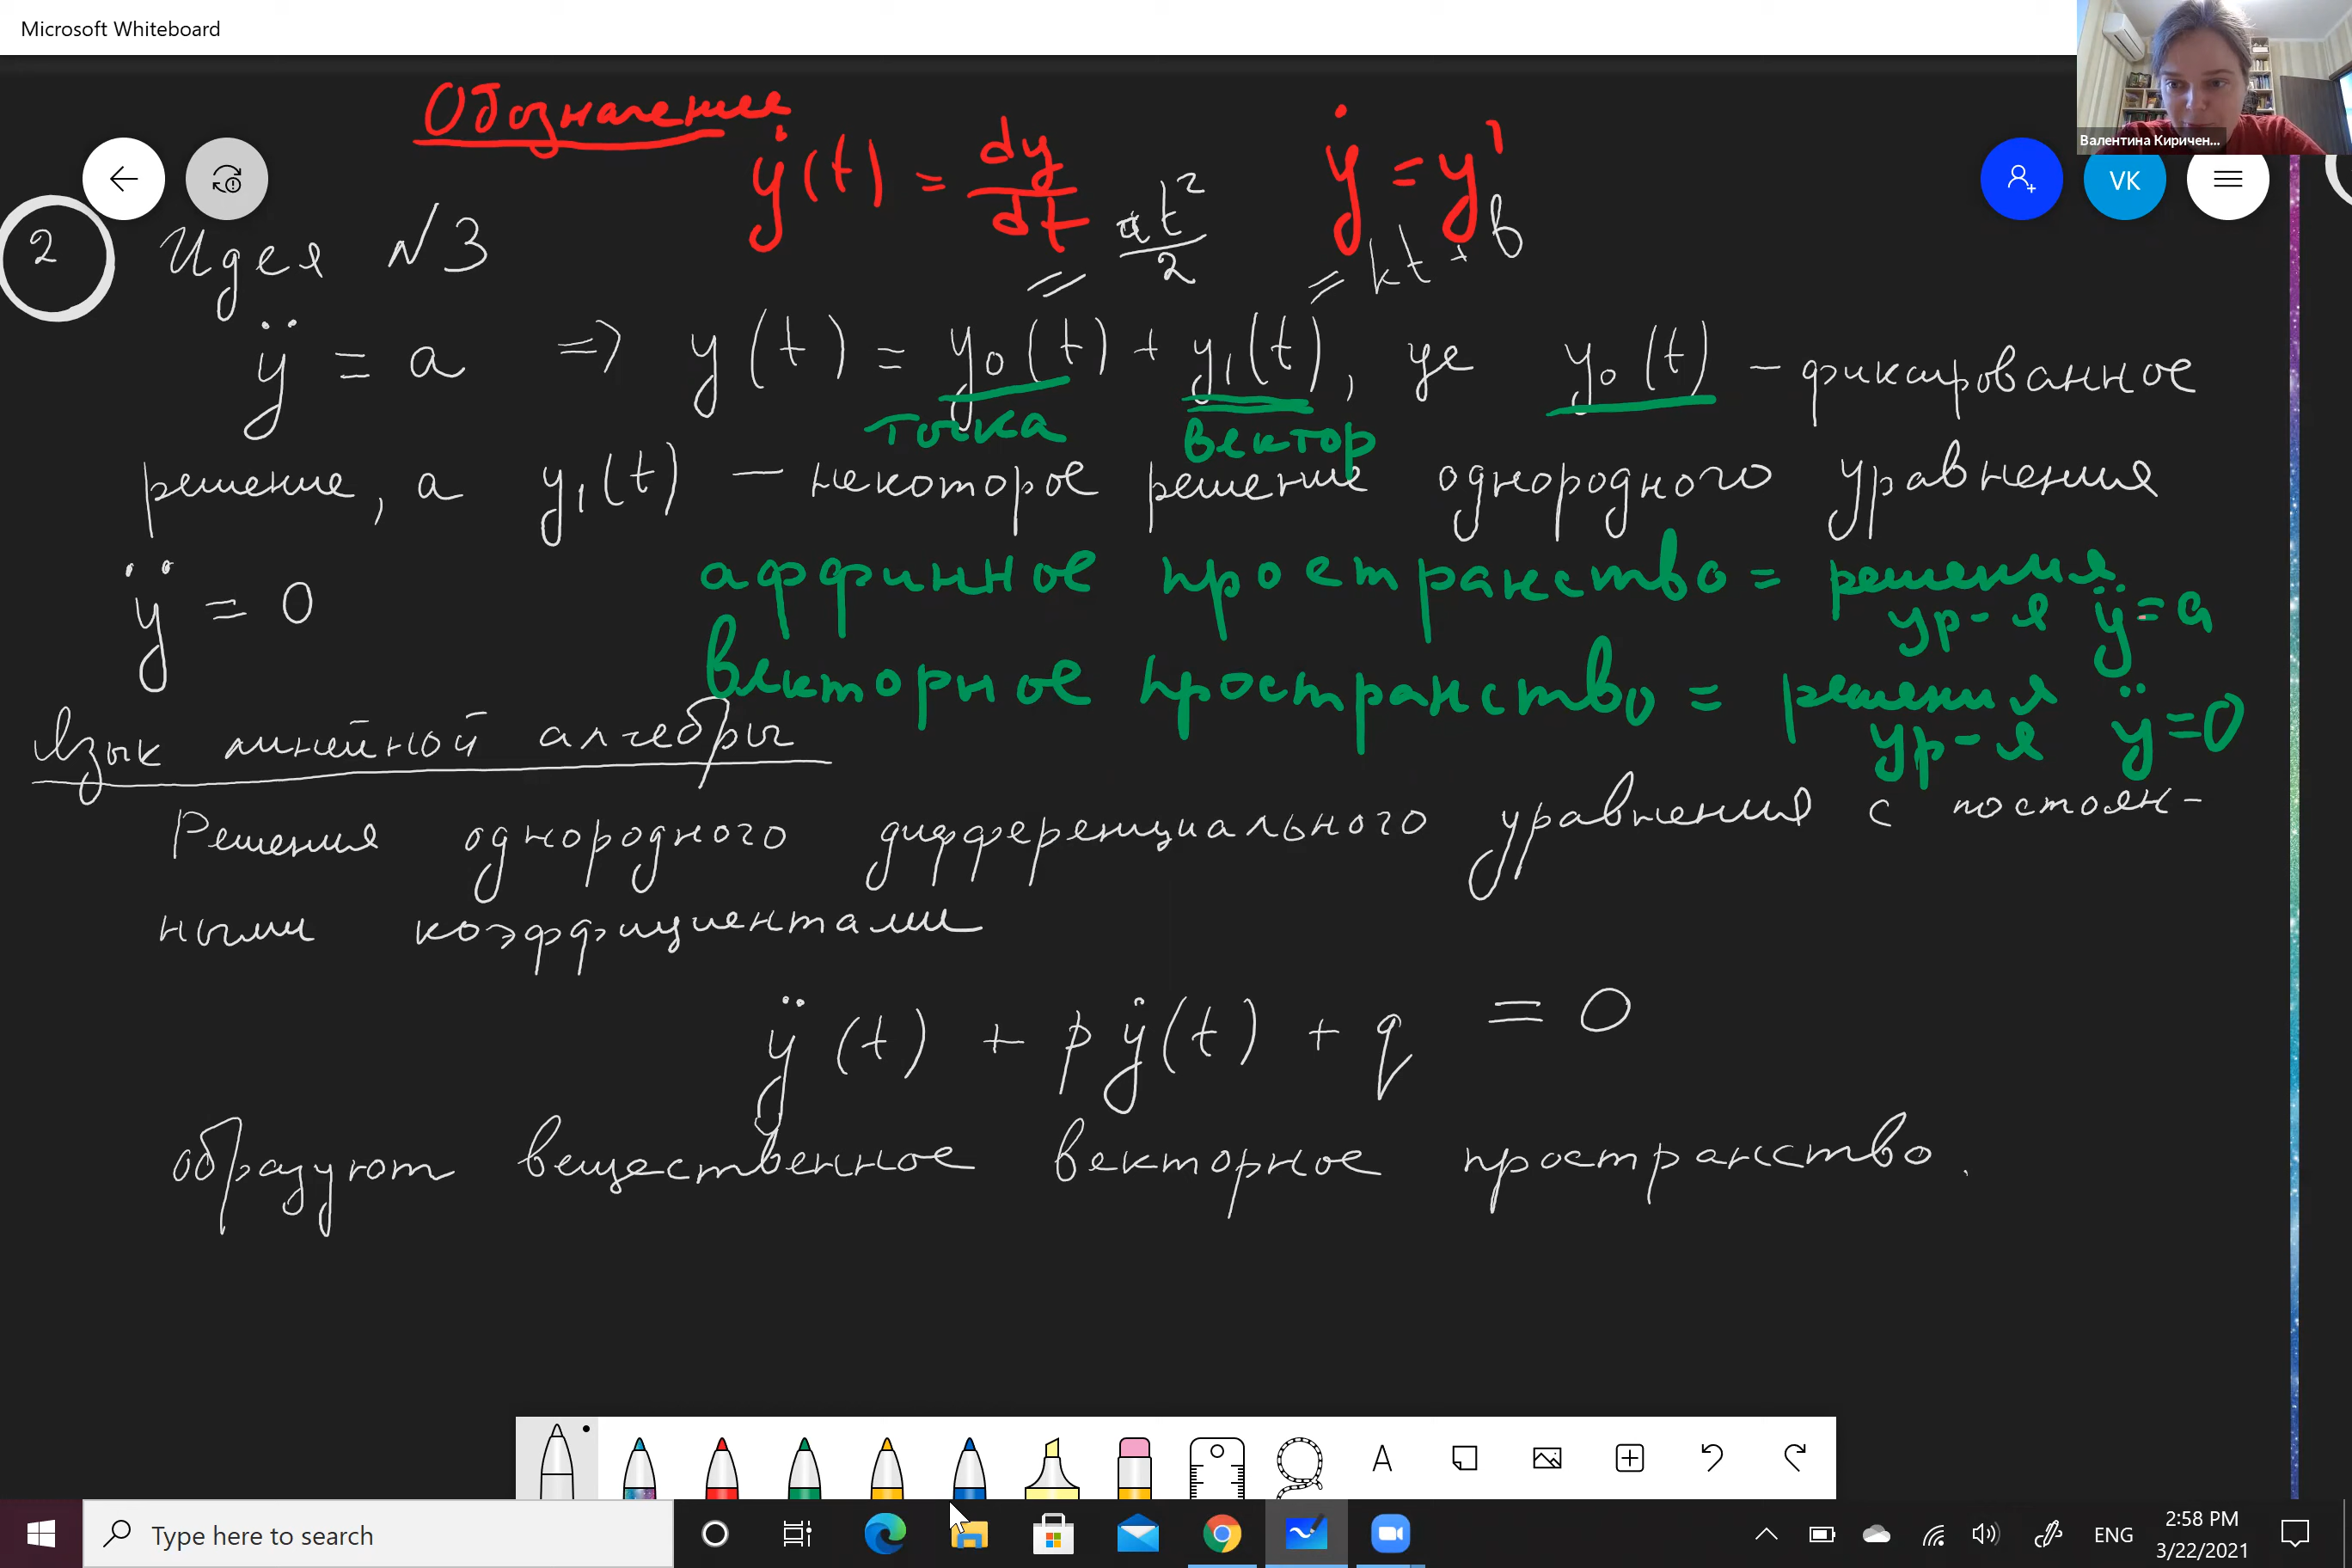 Microsoft Whiteboard
Валентина Киричен...
VK
Обозначение
ẏ(t) = dy/dt    ẏ = y'
2 Идея №3
= at²/2    = kt + b
ÿ = a => y(t) = y₀(t) + y₁(t), где y₀(t) – фиксированное
точка вектор
решение, а y₁(t) – некоторое решение однородного уравнения
ÿ = 0
аффинное пространство = решения
ур-я ÿ = a
векторное пространство = решения
ур-я ÿ = 0
Язык линейной алгебры
Решения однородного дифференциального уравнения с постоян-
ными коэффициентами
ÿ(t) + pẏ(t) + q = 0
образуют вещественное векторное пространство.
A
Type here to search
ENG
2:58 PM
3/22/2021